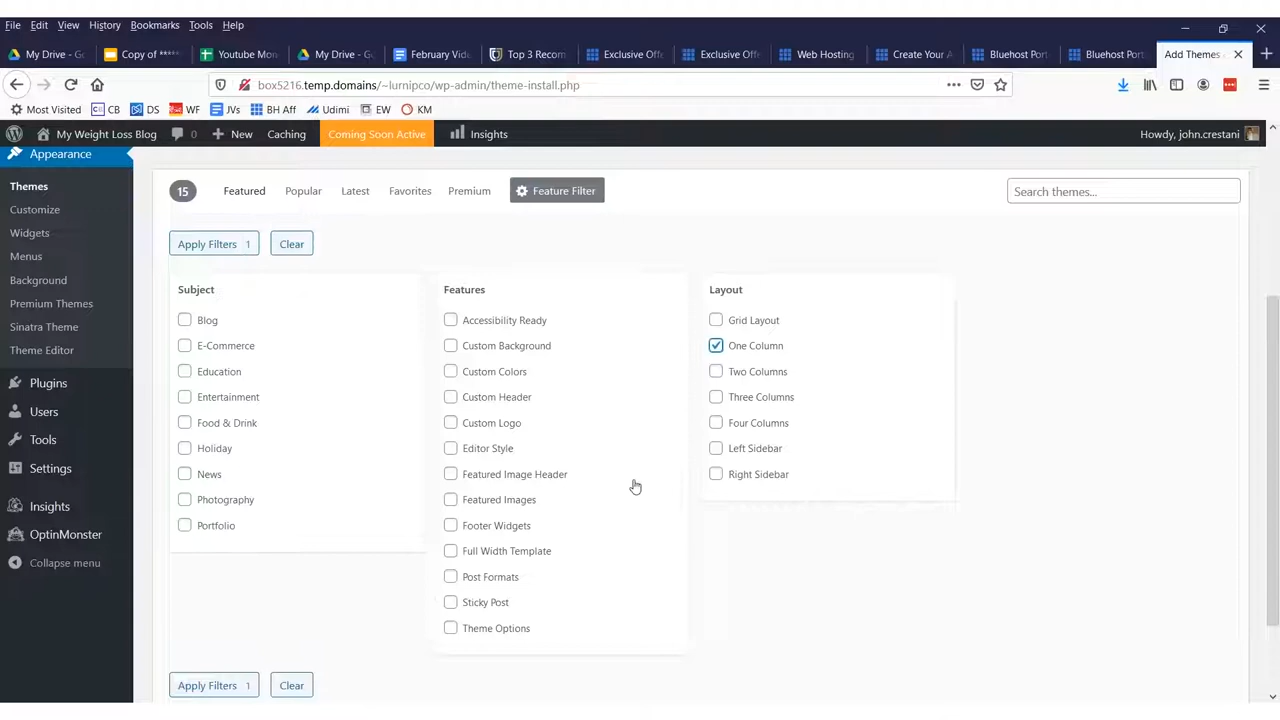 File Edit View History Bookmarks Tools Help
My Drive - Go Copy of ***** Youtube Mon My Drive - Go February Vide Top 3 Recom Exclusive Offe Exclusive Offe Web Hosting Create Your A Bluehost Port Bluehost Port Add Themes
box5216.temp.domains/~lurnipco/wp-admin/theme-install.php
Most Visited CB DS WF JVs BH Aff Udimi EW KM
My Weight Loss Blog 0 New Caching Coming Soon Active Insights Howdy, john.crestani
Appearance
Themes
Customize
Widgets
Menus
Background
Premium Themes
Sinatra Theme
Theme Editor
Plugins
Users
Tools
Settings
Insights
OptinMonster
Collapse menu
15 Featured Popular Latest Favorites Premium Feature Filter Search themes...
Apply Filters 1 Clear
Subject
Blog
E-Commerce
Education
Entertainment
Food & Drink
Holiday
News
Photography
Portfolio
Features
Accessibility Ready
Custom Background
Custom Colors
Custom Header
Custom Logo
Editor Style
Featured Image Header
Featured Images
Footer Widgets
Full Width Template
Post Formats
Sticky Post
Theme Options
Layout
Grid Layout
One Column
Two Columns
Three Columns
Four Columns
Left Sidebar
Right Sidebar
Apply Filters 1 Clear